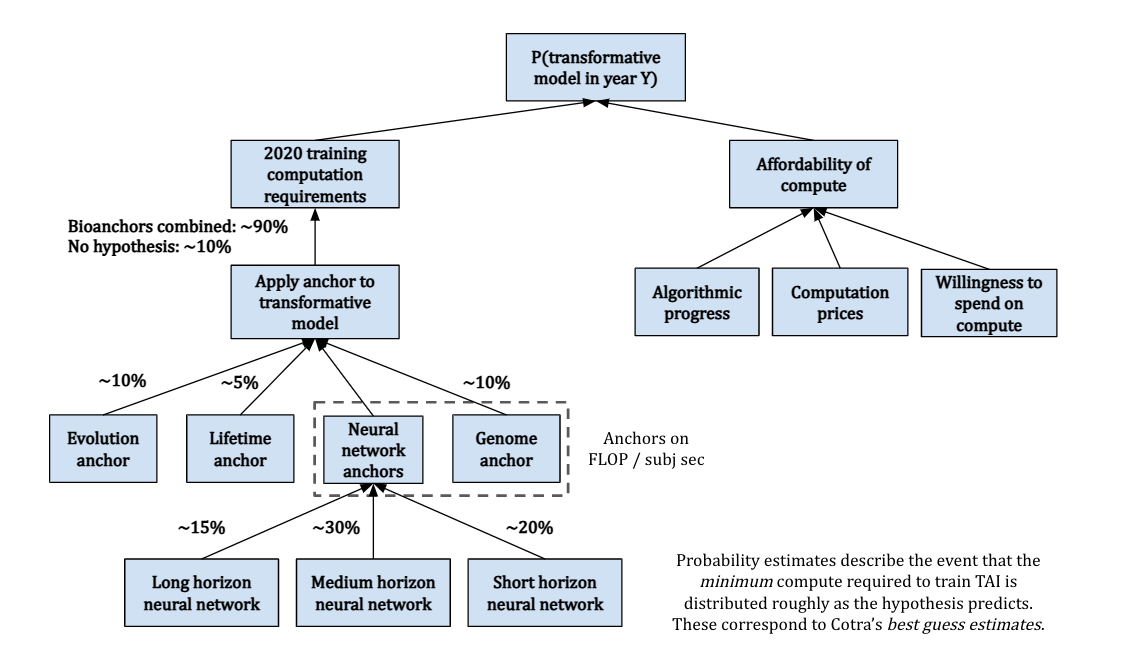 P(transformative
model in year Y)
2020 training
computation
requirements
Affordability of
compute
Bioanchors combined: ~90%
No hypothesis: ~10%
Apply anchor to
transformative
model
Algorithmic
progress
Computation
prices
Willingness to
spend on
compute
~10%
~5%
~10%
Evolution
anchor
Lifetime
anchor
Neural
network
anchors
Genome
anchor
Anchors on
FLOP / subj sec
~15%
~30%
~20%
Long horizon
neural network
Medium horizon
neural network
Short horizon
neural network
Probability estimates describe the event that the
minimum compute required to train TAI is
distributed roughly as the hypothesis predicts.
These correspond to Cotra's best guess estimates.